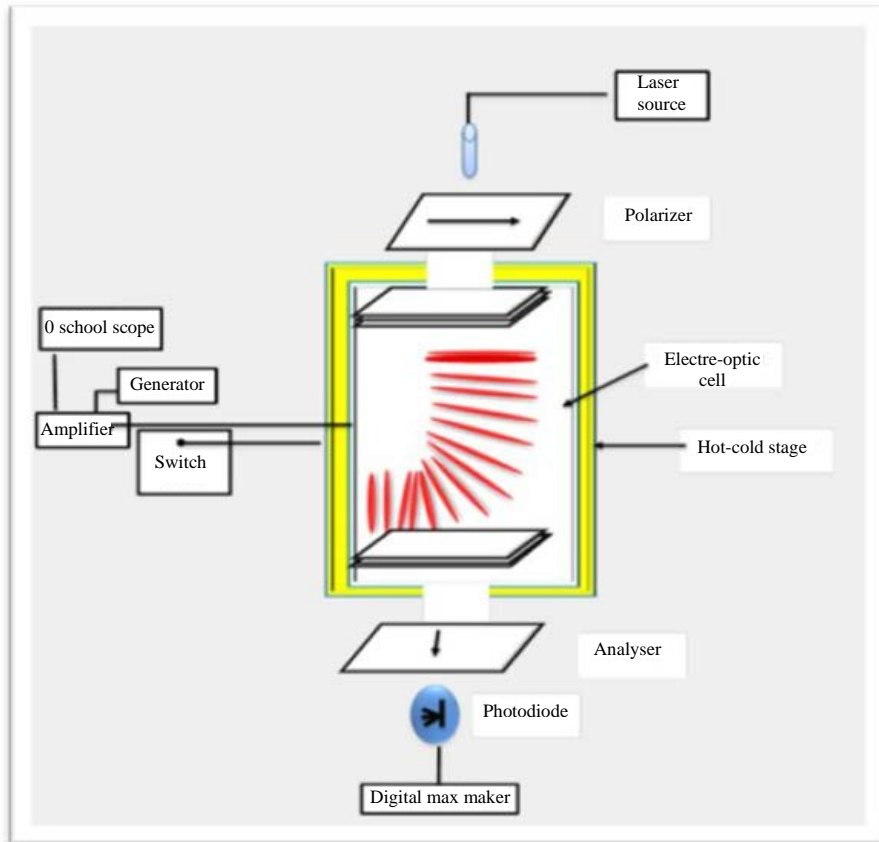 Laser
source
Polarizer
0 school scope
Generator
Amplifier
Switch
Electre-optic
cell
Hot-cold stage
Analyser
Photodiode
Digital max maker